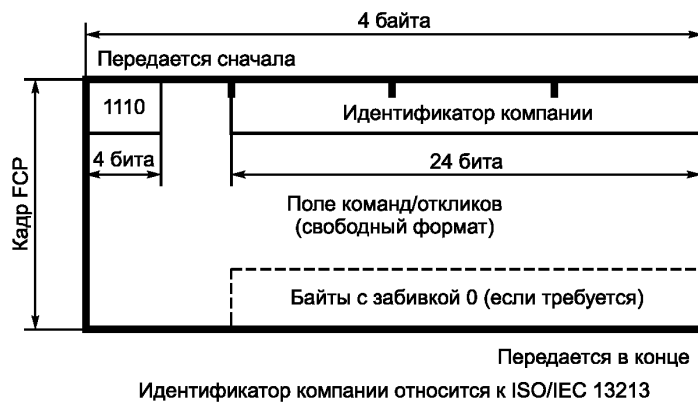 4 байта
Передается сначала
1110
Идентификатор компании
4 бита
24 бита
Кадр FCP
Поле команд/откликов
(свободный формат)
Байты с забивкой 0 (если требуется)
Передается в конце
Идентификатор компании относится к ISO/IEC 13213